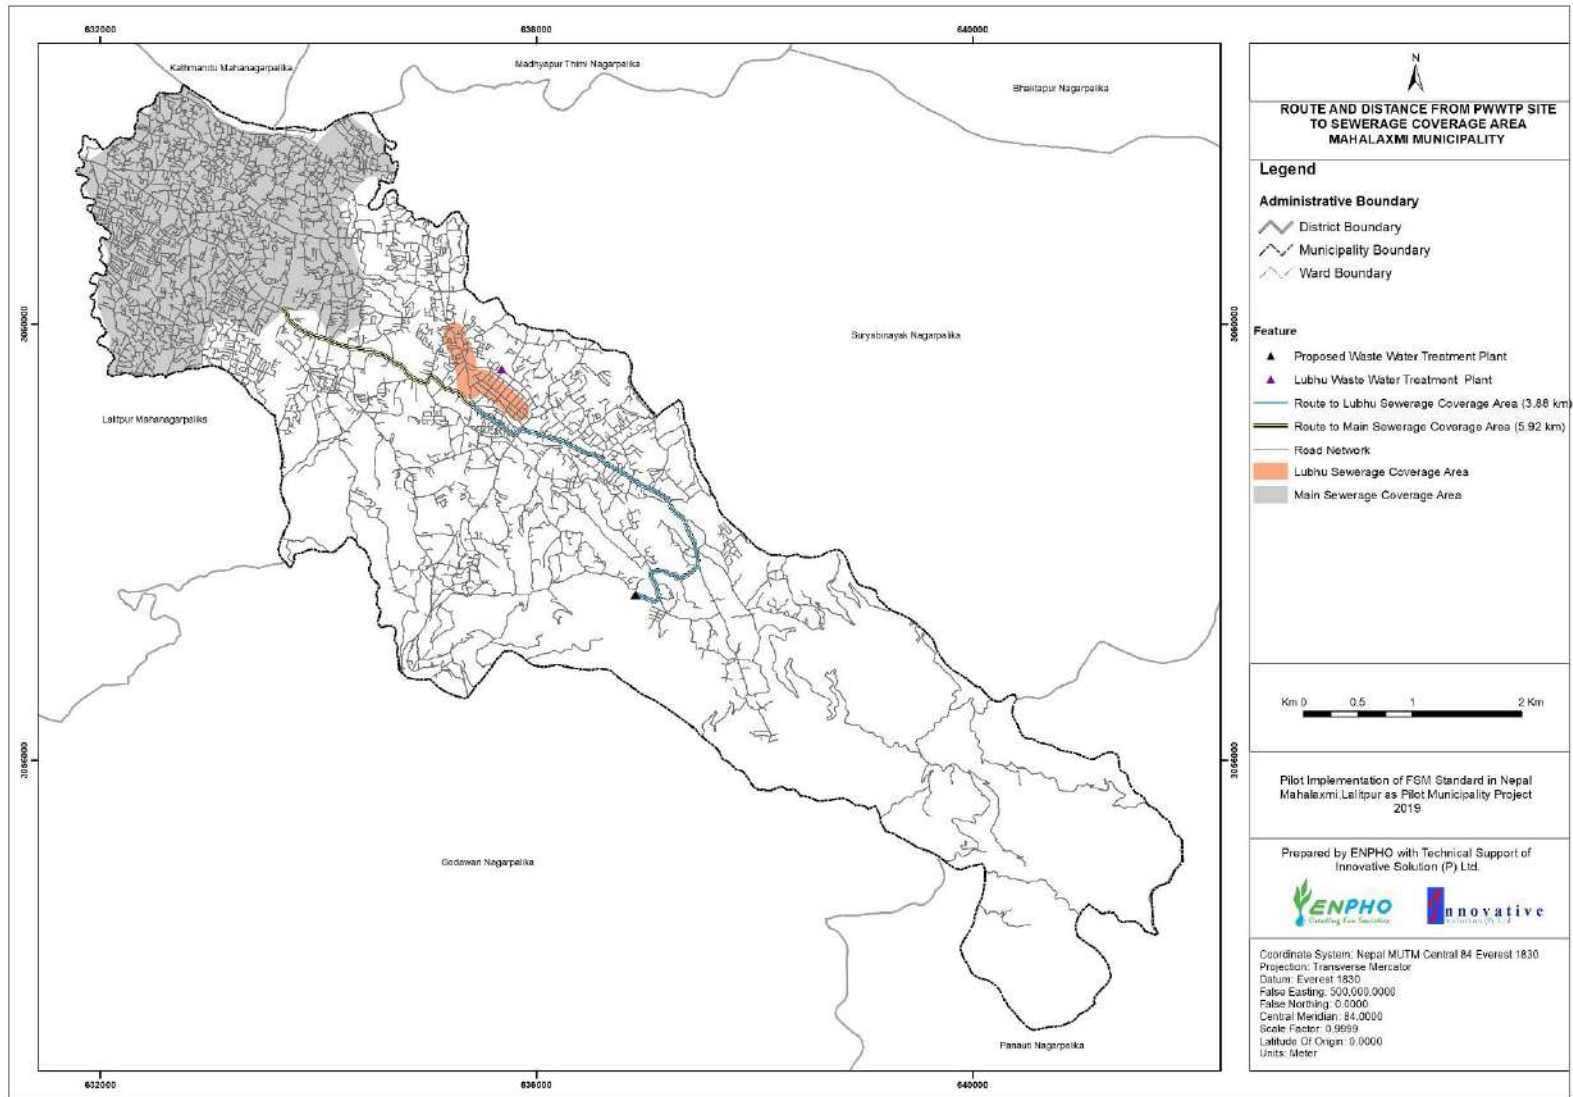 632000
636000
640000
Kathmandu Mahanagarpalika
Madhyapur Thimi Nagarpalika
Bhaktapur Nagarpalika
3060000
3060000
Suryabinayak Nagarpalika
Lalitpur Mahanagarpaliks
3056000
3056000
Godawari Nagarpalika
Panauti Nagarpalika
632000
636000
640000
N
ROUTE AND DISTANCE FROM PWWTP SITE
TO SEWERAGE COVERAGE AREA
MAHALAXMI MUNICIPALITY
Legend
Administrative Boundary
District Boundary
Municipality Boundary
Ward Boundary
Feature
Proposed Waste Water Treatment Plant
Lubhu Waste Water Treatment Plant
Route to Lubhu Sewerage Coverage Area (3.88 km)
Route to Main Sewerage Coverage Area (5.92 km)
Road Network
Lubhu Sewerage Coverage Area
Main Sewerage Coverage Area
Km 0 0.5 1 2 Km
Pilot Implementation of FSM Standard in Nepal
Mahalaxmi,Lalitpur as Pilot Municipality Project
2019
Prepared by ENPHO with Technical Support of
Innovative Solution (P) Ltd.
ENPHO
Creating Eco Societies
Innovative
Solution (P) Ltd
Coordinate System: Nepal MUTM Central 84 Everest 1830
Projection: Transverse Mercator
Datum: Everest 1830
False Easting: 500,000.0000
False Northing: 0.0000
Central Meridian: 84.0000
Scale Factor: 0.9999
Latitude Of Origin: 0.0000
Units: Meter